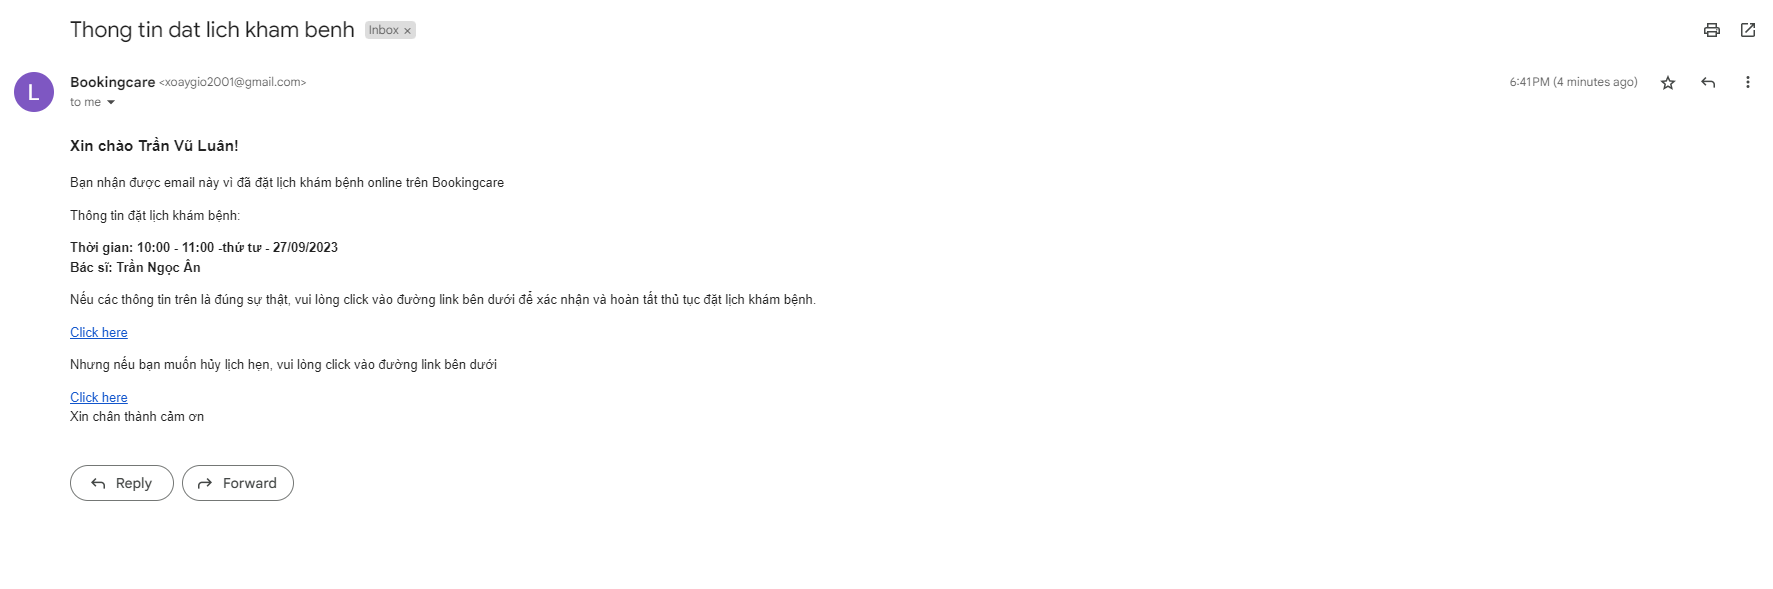 Thong tin dat lich kham benh Inbox ×
Bookingcare <xoaygio2001@gmail.com> 6:41 PM (4 minutes ago)
L
to me
Xin chào Trần Vũ Luân!
Bạn nhận được email này vì đã đặt lịch khám bệnh online trên Bookingcare
Thông tin đặt lịch khám bệnh:
Thời gian: 10:00 - 11:00 -thứ tư - 27/09/2023
Bác sĩ: Trần Ngọc Ân
Nếu các thông tin trên là đúng sự thật, vui lòng click vào đường link bên dưới để xác nhận và hoàn tất thủ tục đặt lịch khám bệnh.
Click here
Nhưng nếu bạn muốn hủy lịch hẹn, vui lòng click vào đường link bên dưới
Click here
Xin chân thành cảm ơn
Reply Forward